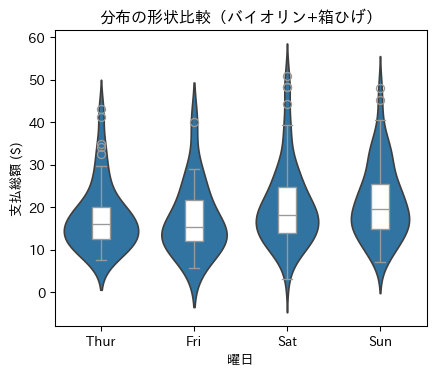 分布の形状比較（バイオリン+箱ひげ）
支払総額 ($)
60
50
40
30
20
10
0
Thur
Fri
Sat
Sun
曜日